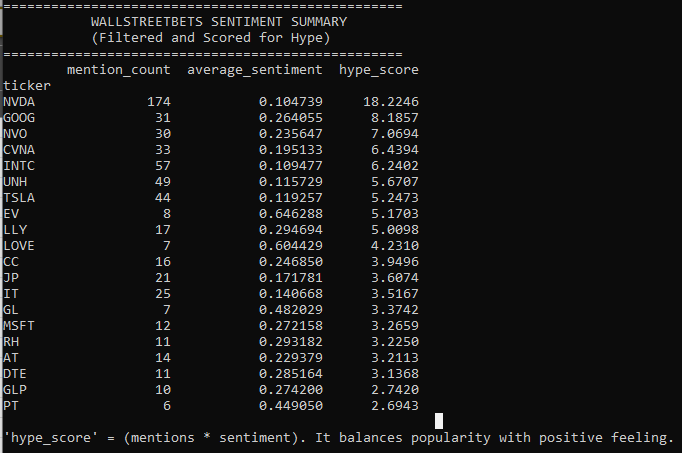 ==================================================
WALLSTREETBETS SENTIMENT SUMMARY
(Filtered and Scored for Hype)
==================================================
mention_count average_sentiment hype_score
ticker
NVDA 174 0.104739 18.2246
GOOG 31 0.264055 8.1857
NVO 30 0.235647 7.0694
CVNA 33 0.195133 6.4394
INTC 57 0.109477 6.2402
UNH 49 0.115729 5.6707
TSLA 44 0.119257 5.2473
EV 8 0.646288 5.1703
LLY 17 0.294694 5.0098
LOVE 7 0.604429 4.2310
CC 16 0.246850 3.9496
JP 21 0.171781 3.6074
IT 25 0.140668 3.5167
GL 7 0.482029 3.3742
MSFT 12 0.272158 3.2659
RH 11 0.293182 3.2250
AT 14 0.229379 3.2113
DTE 11 0.285164 3.1368
GLP 10 0.274200 2.7420
PT 6 0.449050 2.6943
'hype_score' = (mentions * sentiment). It balances popularity with positive feeling.